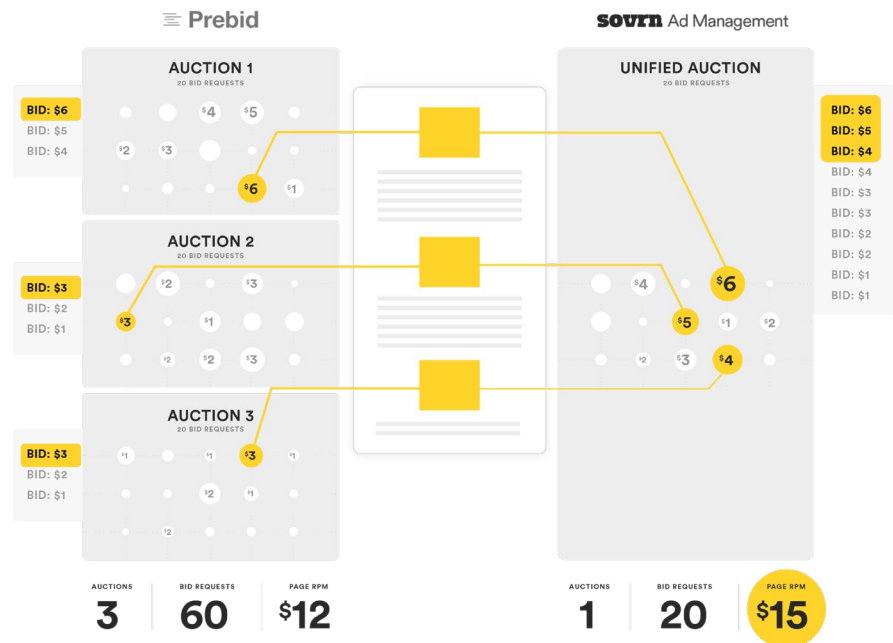 Prebid
sovrn Ad Management
AUCTION 1
20 BID REQUESTS
BID: $6
BID: $5
BID: $4
$4 $5
$2 $3
$6 $1
AUCTION 2
20 BID REQUESTS
BID: $3
BID: $2
BID: $1
$2 $3
$3 $1
$2 $2 $3
AUCTION 3
20 BID REQUESTS
BID: $3
BID: $2
BID: $1
$1 $1 $3 $1
$2 $1
$2
UNIFIED AUCTION
20 BID REQUESTS
BID: $6
BID: $5
BID: $4
BID: $4
BID: $3
BID: $3
BID: $2
BID: $2
BID: $1
BID: $1
$4 $6
$5 $1 $2
$2 $3 $4
AUCTIONS
3
BID REQUESTS
60
PAGE RPM
$12
AUCTIONS
1
BID REQUESTS
20
PAGE RPM
$15